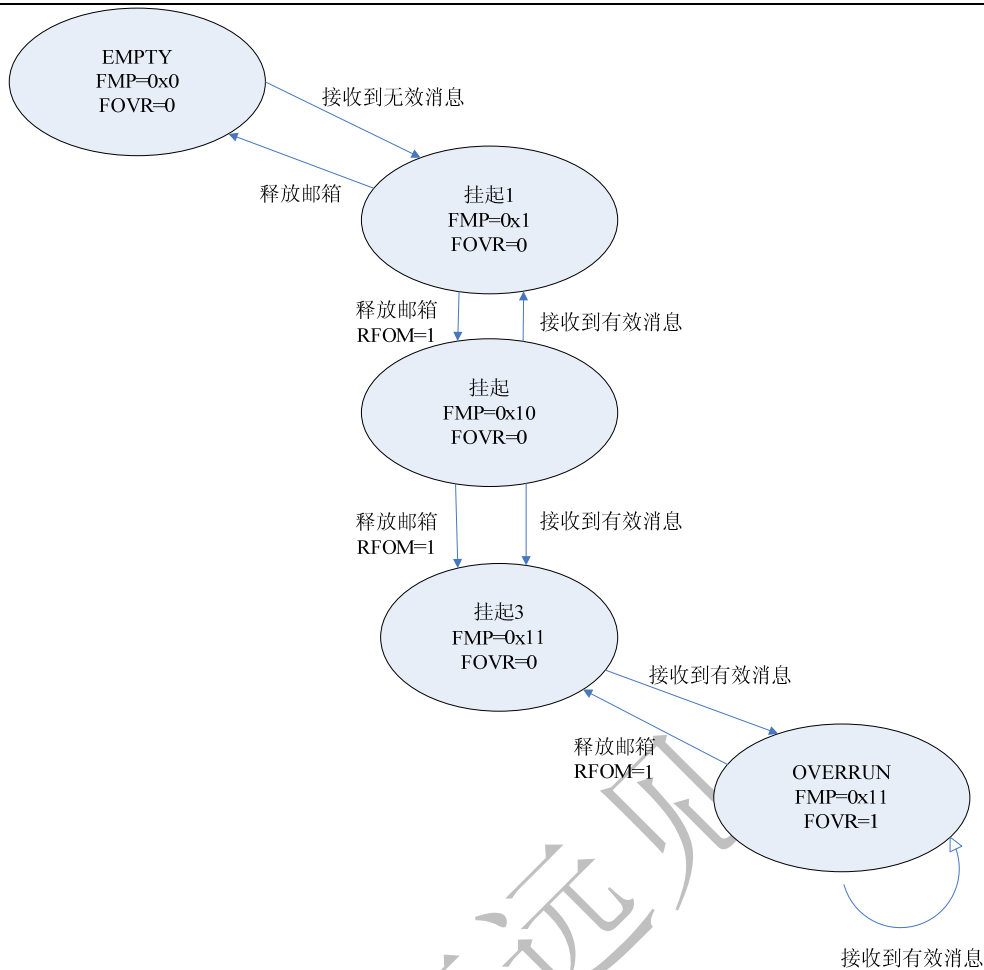 EMPTY
FMP=0x0
FOVR=0
接收到无效消息
释放邮箱
挂起1
FMP=0x1
FOVR=0
释放邮箱
RFOM=1
接收到有效消息
挂起
FMP=0x10
FOVR=0
释放邮箱
RFOM=1
接收到有效消息
挂起3
FMP=0x11
FOVR=0
接收到有效消息
释放邮箱
RFOM=1
OVERRUN
FMP=0x11
FOVR=1
接收到有效消息
远见